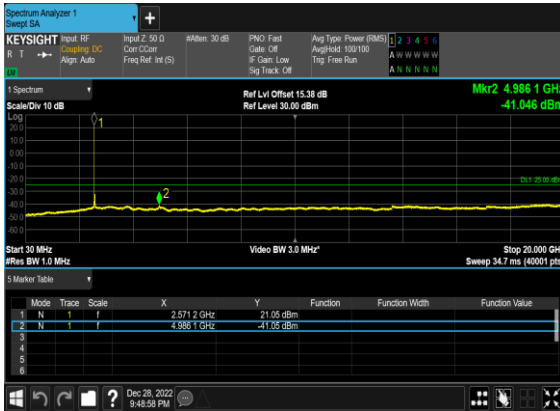 Spectrum Analyzer 1
Swept SA
KEYSIGHT Input: RF Input Z: 50 Ω #Atten: 30 dB PNO: Fast Avg Type: Power (RMS) 1 2 3 4 5 6
R T Coupling: DC Corr CCorr Gate: Off Avg|Hold: 100/100 A W W W W W
Align: Auto Freq Ref: Int (S) IF Gain: Low Trig: Free Run
Sig Track: Off A N N N N N
1 Spectrum Ref Lvl Offset 15.38 dB Mkr2 4.986 1 GHz
Scale/Div 10 dB Ref Level 30.00 dBm -41.046 dBm
Log
1
20.0
10.0
0.00
-10.0
-20.0
DL1 -25.00 dBm
-30.0
2
-40.0
-50.0
-60.0
Start 30 MHz Video BW 3.0 MHz* Stop 20.000 GHz
#Res BW 1.0 MHz Sweep 34.7 ms (40001 pts)
5 Marker Table
Mode Trace Scale X Y Function Function Width Function Value
1 N 1 f 2.571 2 GHz 21.05 dBm
2 N 1 f 4.986 1 GHz -41.05 dBm
3
4
5
6
Dec 28, 2022
9:48:58 PM